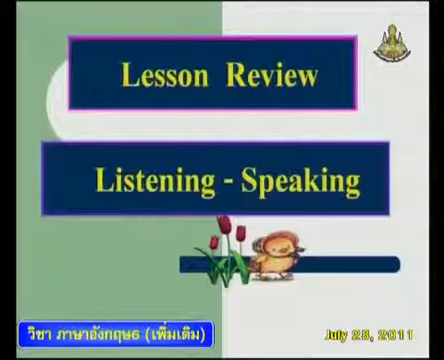 Lesson Review
Listening - Speaking
วิชา ภาษาอังกฤษ6 (เพิ่มเติม)
July 25, 2011